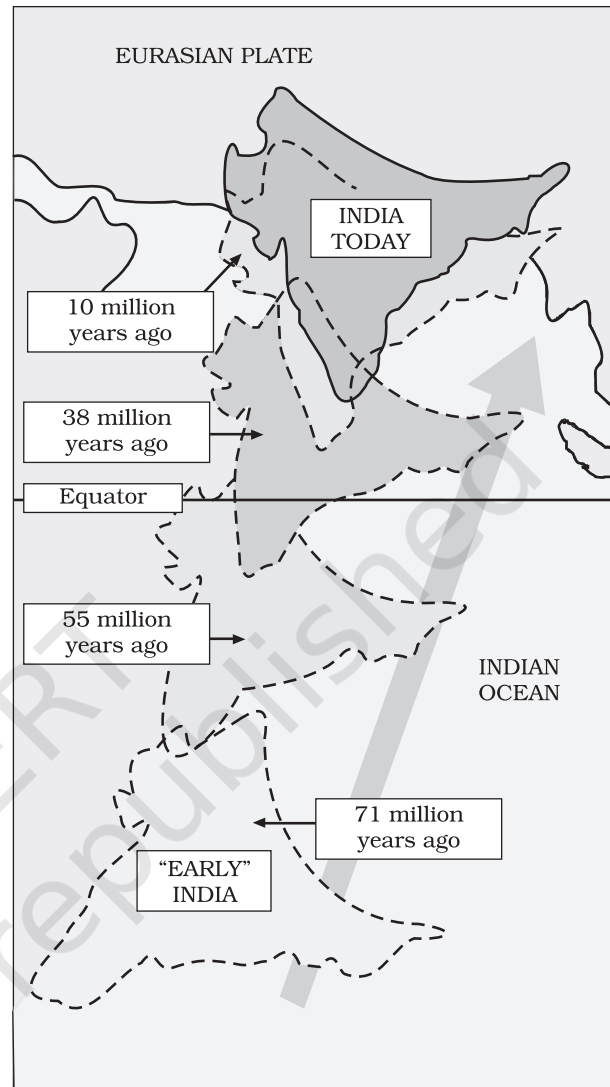 EURASIAN PLATE
INDIA
TODAY
10 million
years ago
38 million
years ago
Equator
55 million
years ago
INDIAN
OCEAN
71 million
years ago
“EARLY”
INDIA
republished